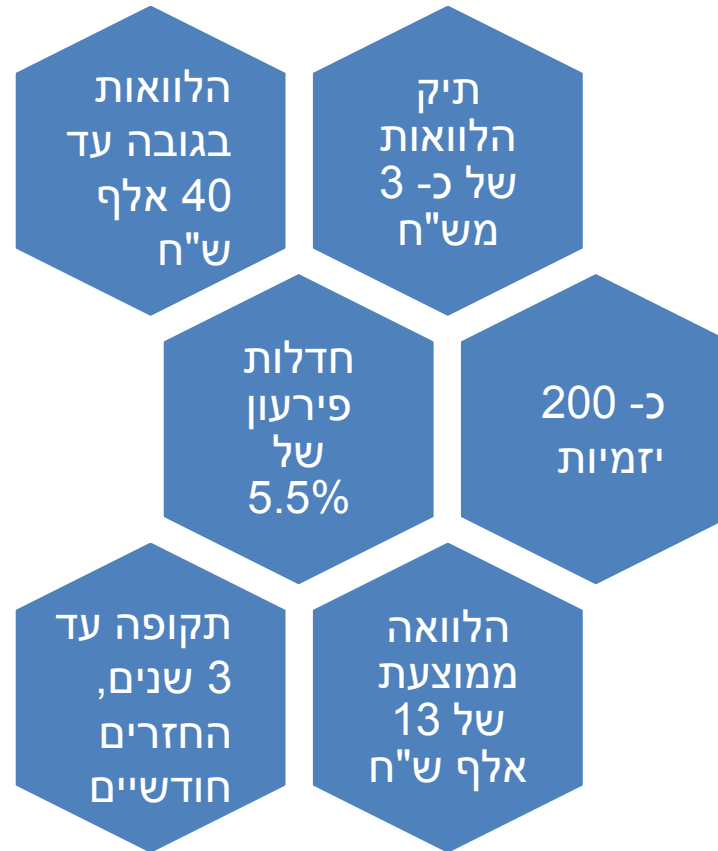 תיק
הלוואות
של כ- 3
מש"ח
הלוואות
בגובה עד
40 אלף
ש"ח
כ- 200
יזמיות
חדלות
פירעון
של
5.5%
הלוואה
ממוצעת
של 13
אלף ש"ח
תקופה עד
3 שנים,
החזרים
חודשיים